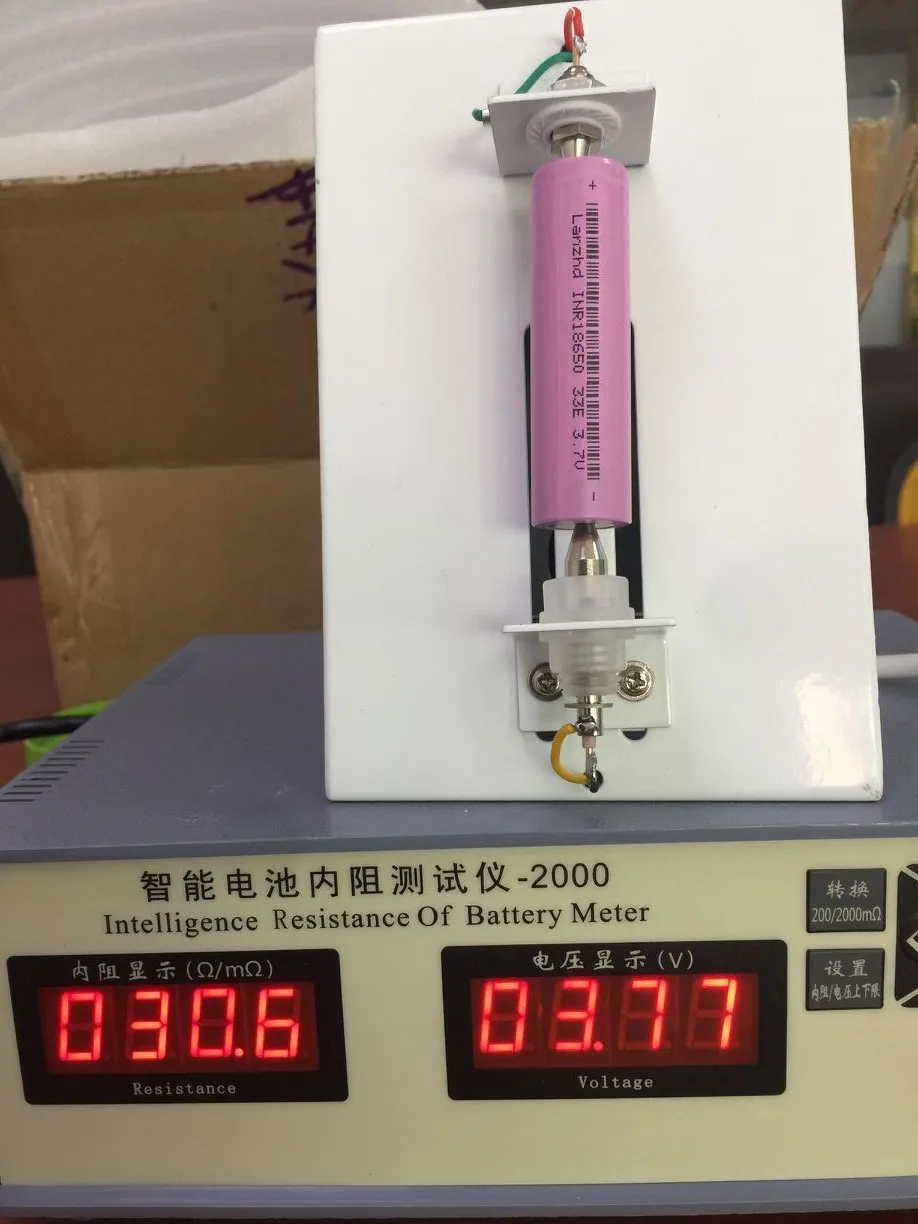 +
Lanzhd INR18650 33E 3.7V
-
智能电池内阻测试仪-2000
Intelligence Resistance Of Battery Meter
内阻显示(Ω/mΩ)
030.6
Resistance
电压显示(V)
03.77
Voltage
转换
200/2000mΩ
设置
内阻/电压上下限